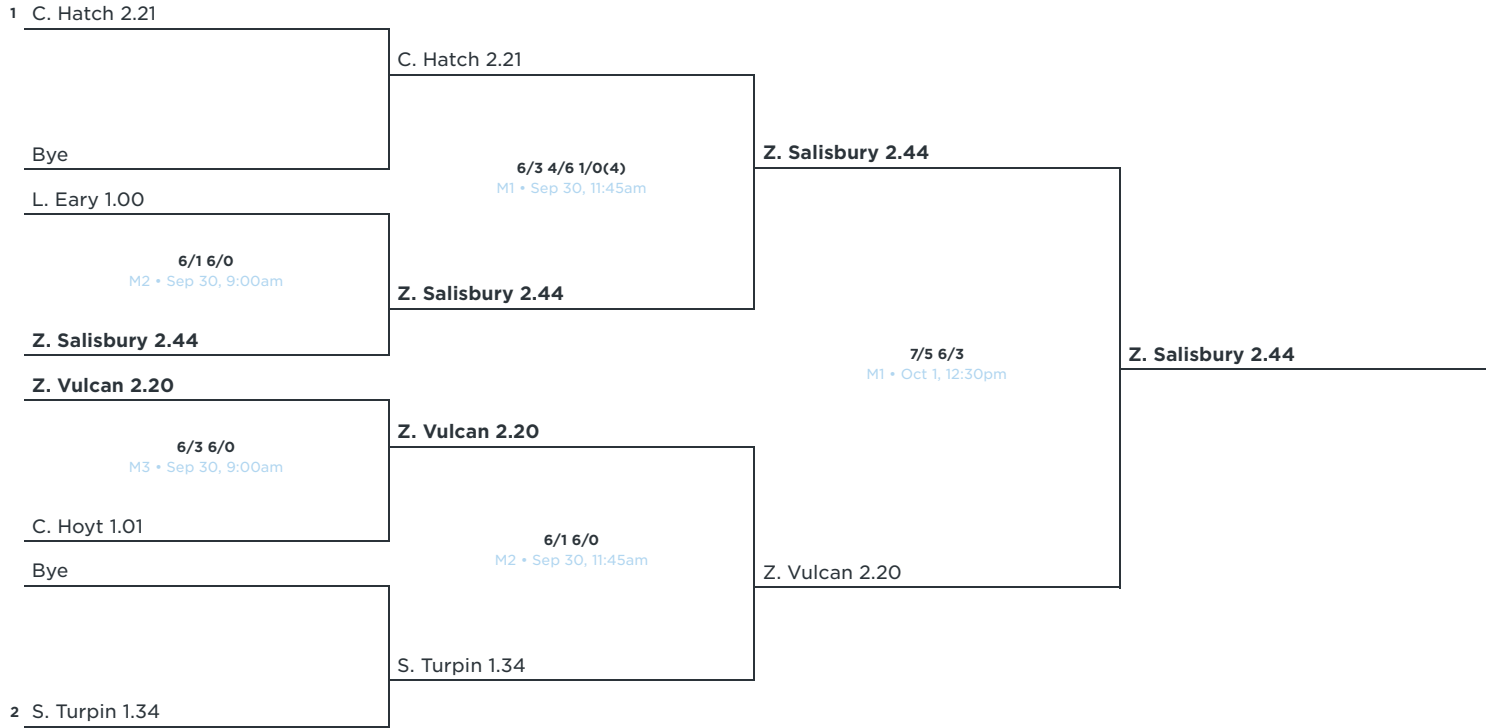 1 C. Hatch 2.21
Bye
L. Eary 1.00
6/1 6/0
M2 • Sep 30, 9:00am
Z. Salisbury 2.44
Z. Vulcan 2.20
6/3 6/0
M3 • Sep 30, 9:00am
C. Hoyt 1.01
Bye
2 S. Turpin 1.34
C. Hatch 2.21
6/3 4/6 1/0(4)
M1 • Sep 30, 11:45am
Z. Salisbury 2.44
Z. Vulcan 2.20
6/1 6/0
M2 • Sep 30, 11:45am
S. Turpin 1.34
Z. Salisbury 2.44
7/5 6/3
M1 • Oct 1, 12:30pm
Z. Vulcan 2.20
Z. Salisbury 2.44